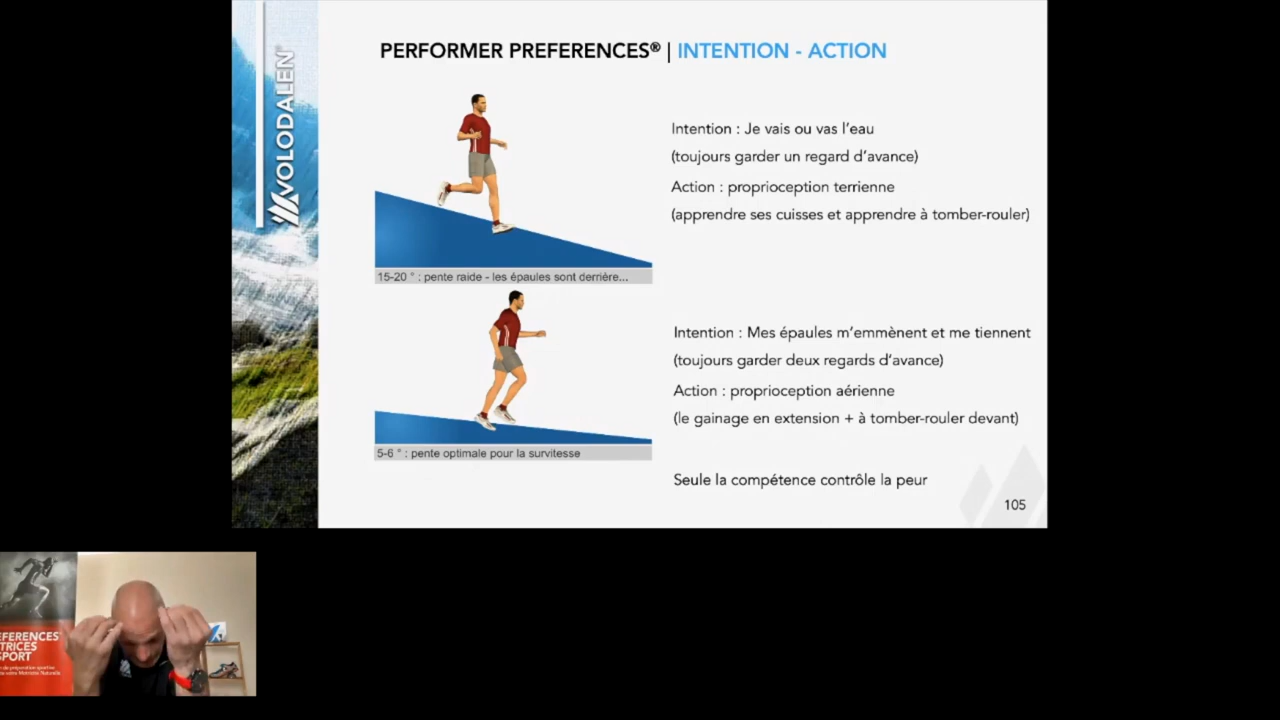 PERFORMER PREFERENCES® | INTENTION - ACTION
VOLODALEN
Intention : Je vais ou vas l’eau
(toujours garder un regard d’avance)
Action : proprioception terrienne
(apprendre ses cuisses et apprendre à tomber-rouler)
15-20 ° : pente raide - les épaules sont derrière...
Intention : Mes épaules m’emmènent et me tiennent
(toujours garder deux regards d’avance)
Action : proprioception aérienne
(le gainage en extension + à tomber-rouler devant)
5-6 ° : pente optimale pour la survitesse
Seule la compétence contrôle la peur
105
EFERENCES
TRICES
SPORT